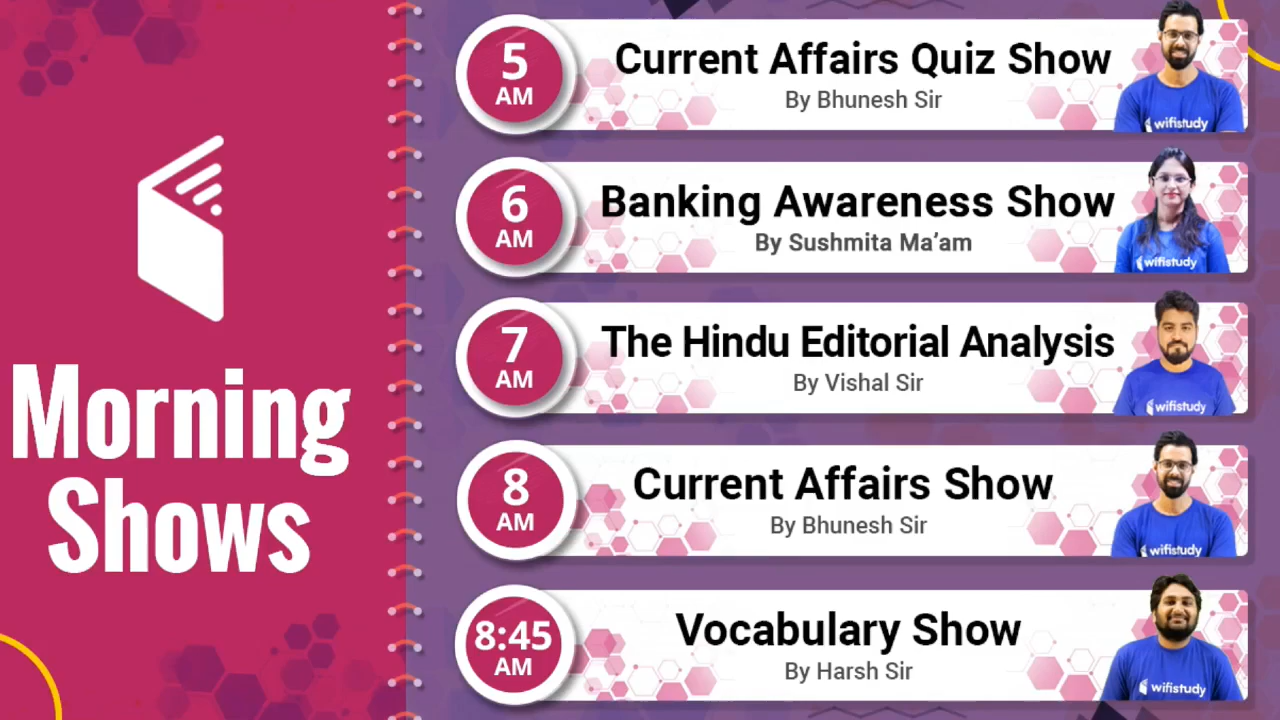 Morning
Shows
5
AM
Current Affairs Quiz Show
By Bhunesh Sir
wifistudy
6
AM
Banking Awareness Show
By Sushmita Ma’am
wifistudy
7
AM
The Hindu Editorial Analysis
By Vishal Sir
wifistudy
8
AM
Current Affairs Show
By Bhunesh Sir
wifistudy
8:45
AM
Vocabulary Show
By Harsh Sir
wifistudy